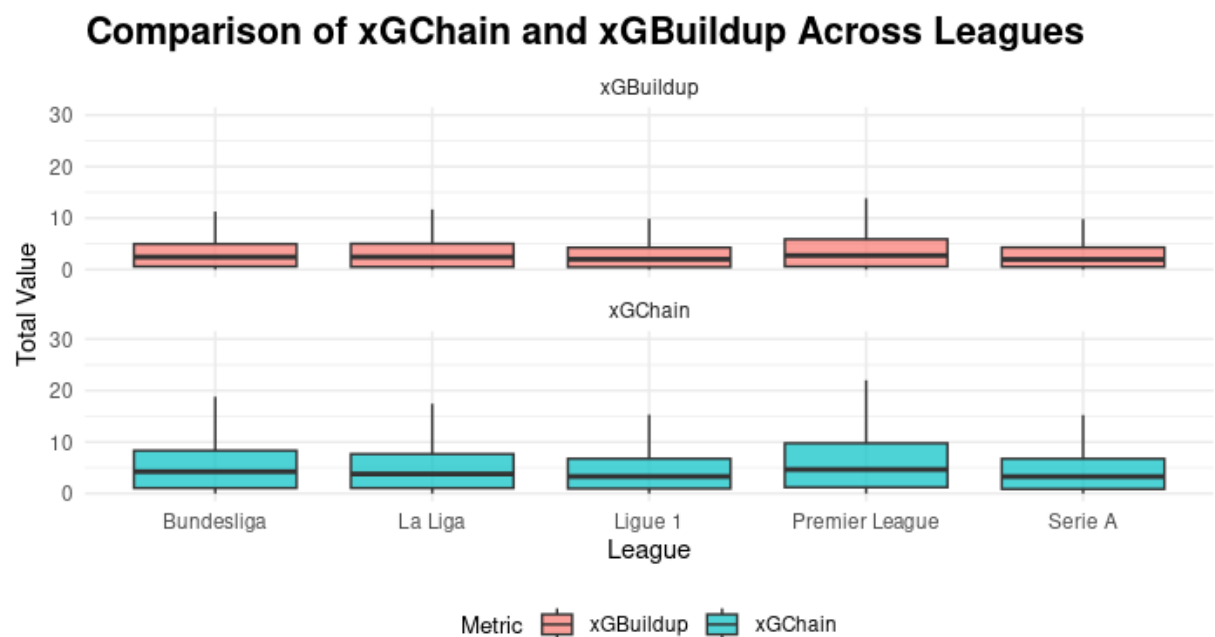 Comparison of xGChain and xGBuildup Across Leagues
xGBuildup
30
20
10
0
Total Value
xGChain
30
20
10
0
Bundesliga La Liga Ligue 1 Premier League Serie A
League
Metric xGBuildup xGChain